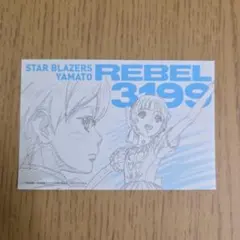 STAR BLAZERS
YAMATO
REBEL
3199